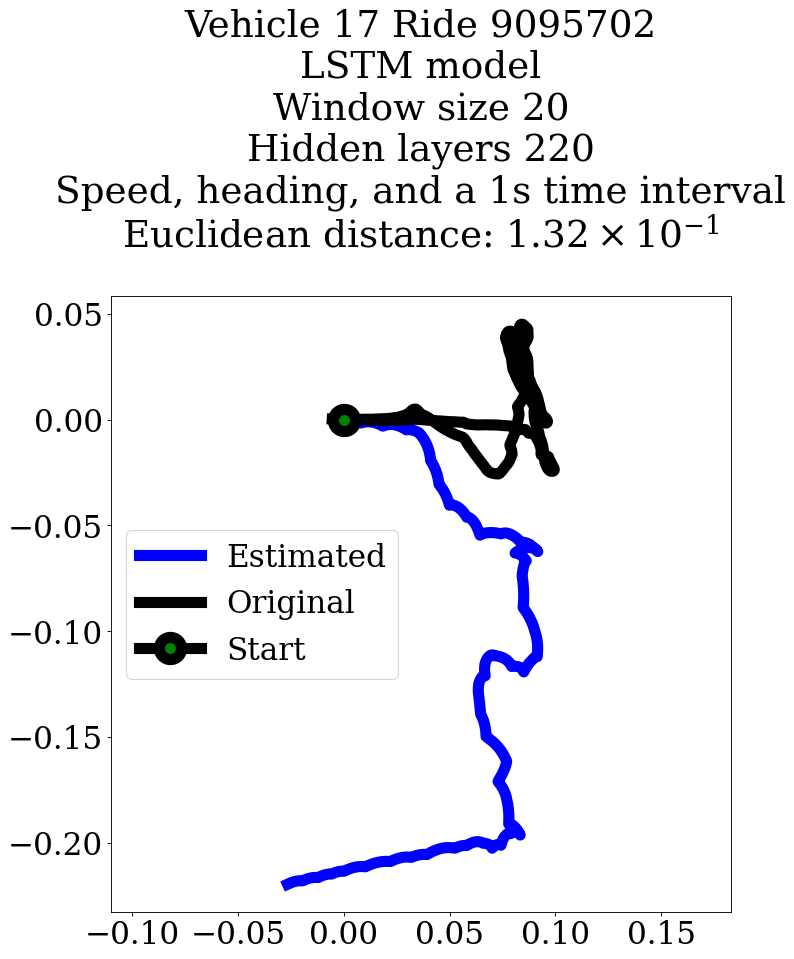 Vehicle 17 Ride 9095702
LSTM model
Window size 20
Hidden layers 220
Speed, heading, and a 1s time interval
Euclidean distance: 1.32 × 10⁻¹
0.05
0.00
−0.05
−0.10
−0.15
−0.20
Estimated
Original
Start
−0.10 −0.05 0.00 0.05 0.10 0.15